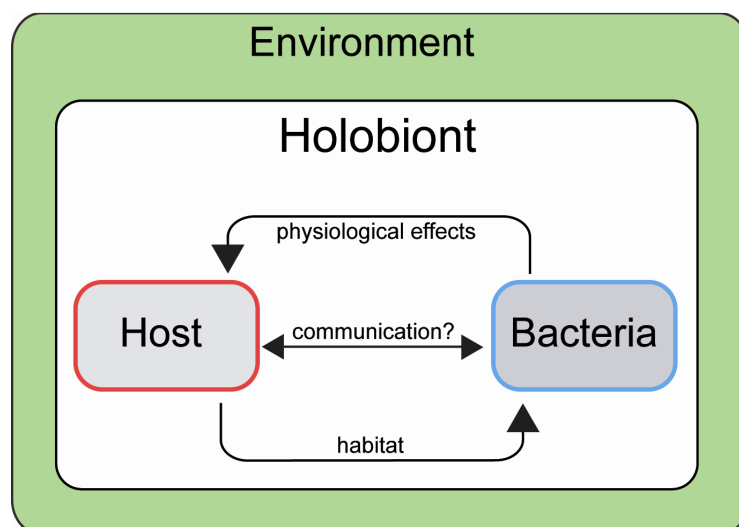 Environment
Holobiont
physiological effects
Host
communication?
Bacteria
habitat